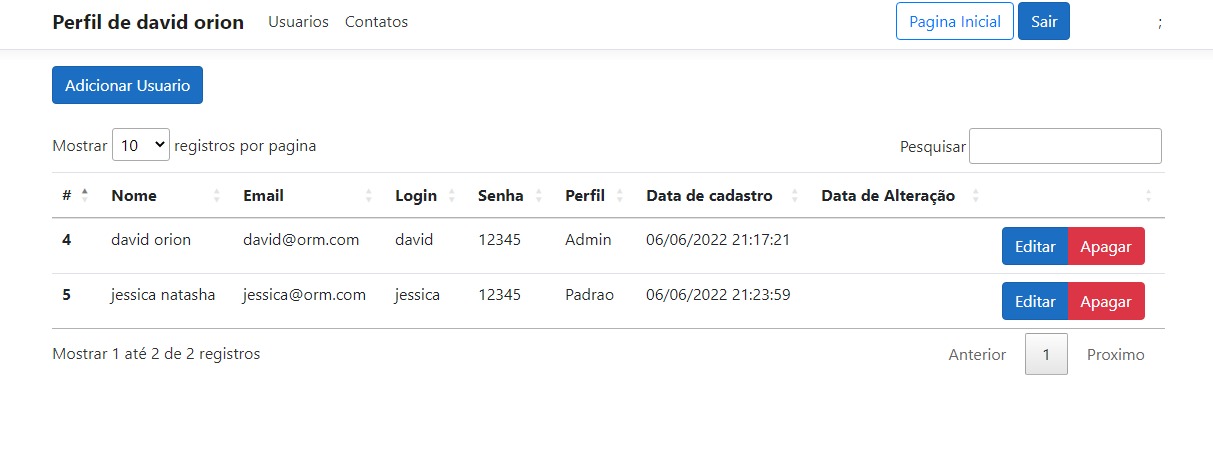 Perfil de david orion Usuarios Contatos Pagina Inicial Sair ;
Adicionar Usuario
Mostrar 10 registros por pagina Pesquisar
# Nome Email Login Senha Perfil Data de cadastro Data de Alteração
4 david orion david@orm.com david 12345 Admin 06/06/2022 21:17:21 Editar Apagar
5 jessica natasha jessica@orm.com jessica 12345 Padrao 06/06/2022 21:23:59 Editar Apagar
Mostrar 1 até 2 de 2 registros Anterior 1 Proximo